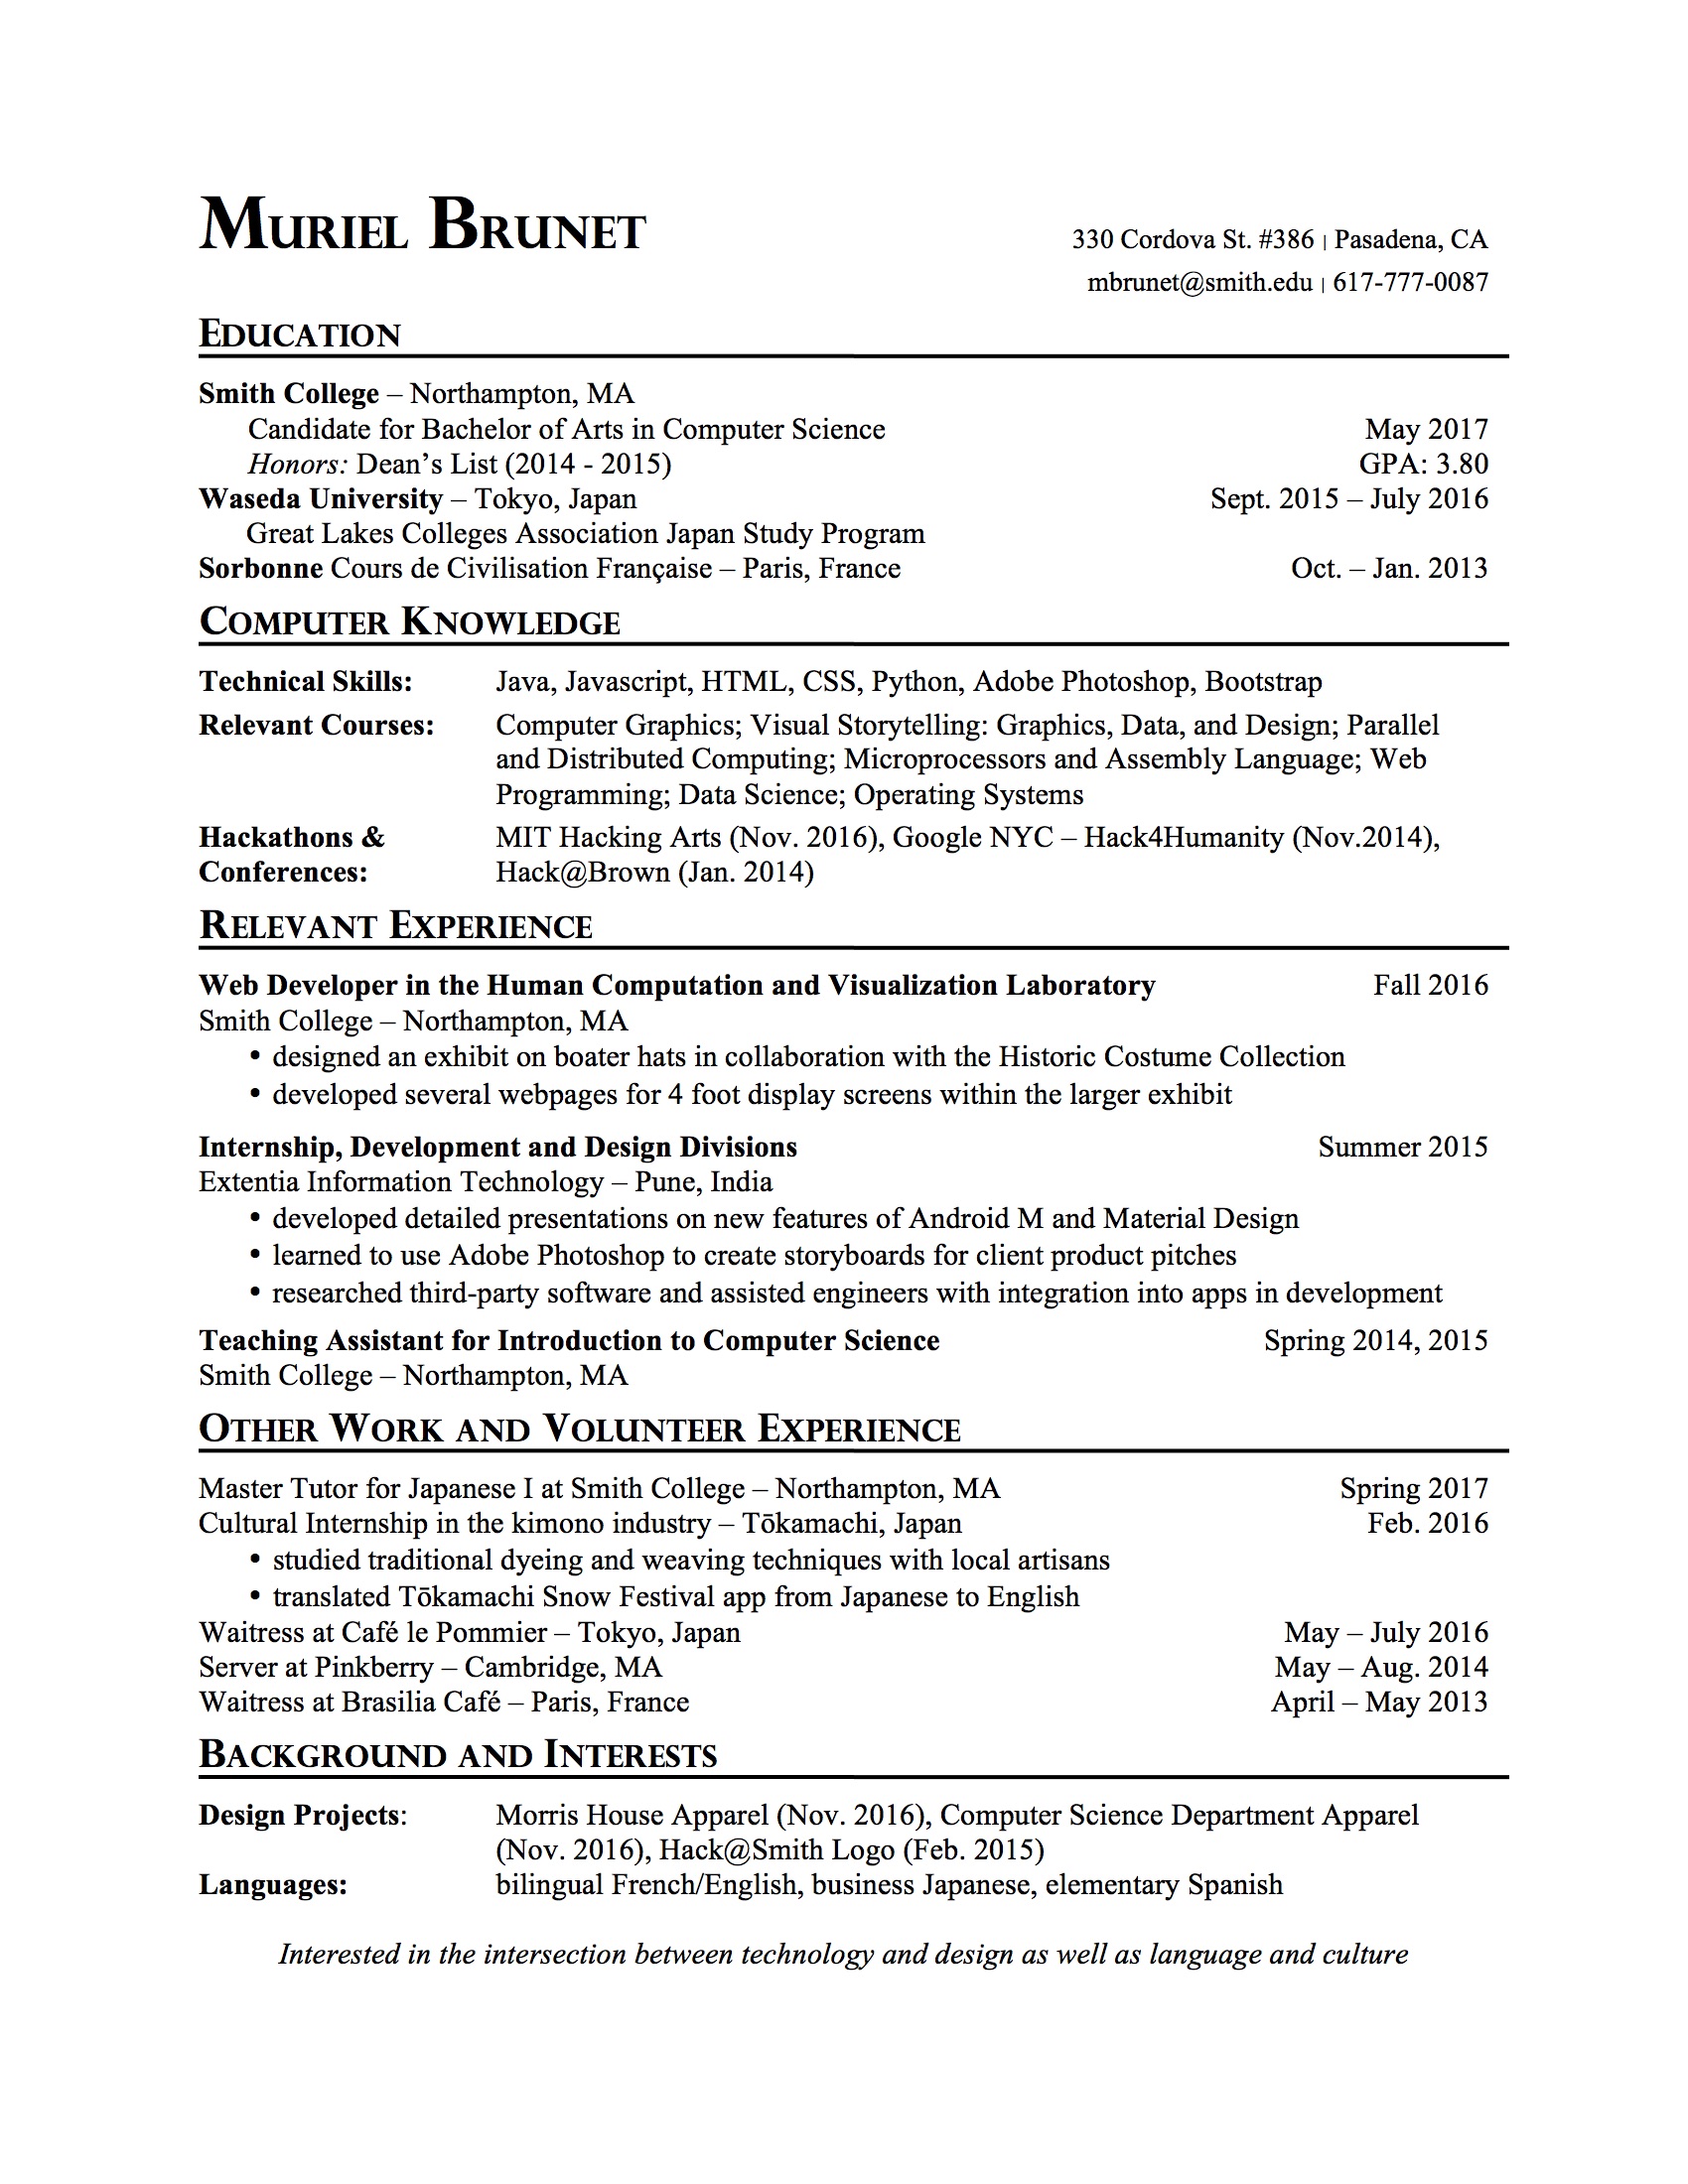 MURIEL BRUNET
330 Cordova St. #386 | Pasadena, CA
mbrunet@smith.edu | 617-777-0087
EDUCATION
Smith College – Northampton, MA
Candidate for Bachelor of Arts in Computer Science May 2017
Honors: Dean’s List (2014 - 2015) GPA: 3.80
Waseda University – Tokyo, Japan Sept. 2015 – July 2016
Great Lakes Colleges Association Japan Study Program
Sorbonne Cours de Civilisation Française – Paris, France Oct. – Jan. 2013
COMPUTER KNOWLEDGE
Technical Skills: Java, Javascript, HTML, CSS, Python, Adobe Photoshop, Bootstrap
Relevant Courses: Computer Graphics; Visual Storytelling: Graphics, Data, and Design; Parallel
and Distributed Computing; Microprocessors and Assembly Language; Web
Programming; Data Science; Operating Systems
Hackathons & MIT Hacking Arts (Nov. 2016), Google NYC – Hack4Humanity (Nov.2014),
Conferences: Hack@Brown (Jan. 2014)
RELEVANT EXPERIENCE
Web Developer in the Human Computation and Visualization Laboratory Fall 2016
Smith College – Northampton, MA
• designed an exhibit on boater hats in collaboration with the Historic Costume Collection
• developed several webpages for 4 foot display screens within the larger exhibit
Internship, Development and Design Divisions Summer 2015
Extentia Information Technology – Pune, India
• developed detailed presentations on new features of Android M and Material Design
• learned to use Adobe Photoshop to create storyboards for client product pitches
• researched third-party software and assisted engineers with integration into apps in development
Teaching Assistant for Introduction to Computer Science Spring 2014, 2015
Smith College – Northampton, MA
OTHER WORK AND VOLUNTEER EXPERIENCE
Master Tutor for Japanese I at Smith College – Northampton, MA Spring 2017
Cultural Internship in the kimono industry – Tōkamachi, Japan Feb. 2016
• studied traditional dyeing and weaving techniques with local artisans
• translated Tōkamachi Snow Festival app from Japanese to English
Waitress at Café le Pommier – Tokyo, Japan May – July 2016
Server at Pinkberry – Cambridge, MA May – Aug. 2014
Waitress at Brasilia Café – Paris, France April – May 2013
BACKGROUND AND INTERESTS
Design Projects: Morris House Apparel (Nov. 2016), Computer Science Department Apparel
(Nov. 2016), Hack@Smith Logo (Feb. 2015)
Languages: bilingual French/English, business Japanese, elementary Spanish
Interested in the intersection between technology and design as well as language and culture